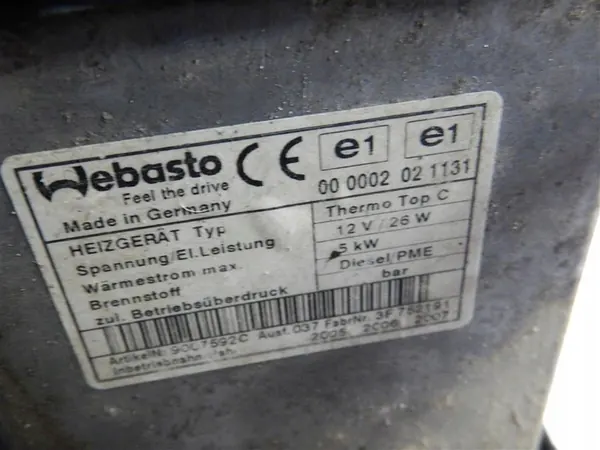 Webasto CE e1 e1
Feel the drive 00 0002 02 1131
Made in Germany
HEIZGERÄT Typ Thermo Top C
Spannung/El.Leistung 12 V / 26 W
Wärmestrom max. 5 kW
Brennstoff Diesel/PME
zul. Betriebsüberdruck bar
ArtikelNr. Ausf. 037 FabrNr.
2005 2006 2007